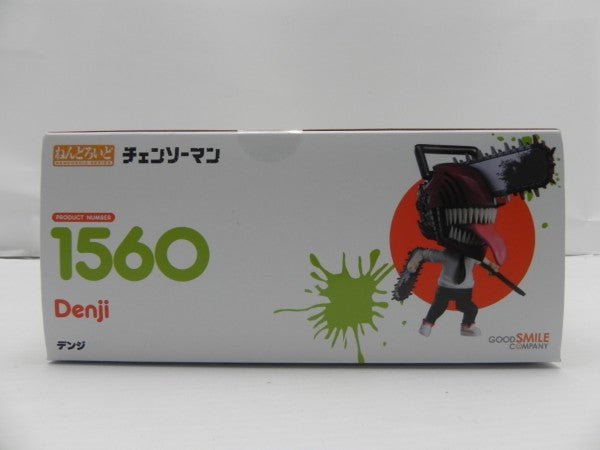 ねんどろいど
NENDOROID SERIES
チェンソーマン
PRODUCT NUMBER
1560
Denji
デンジ
GOOD SMILE
COMPANY